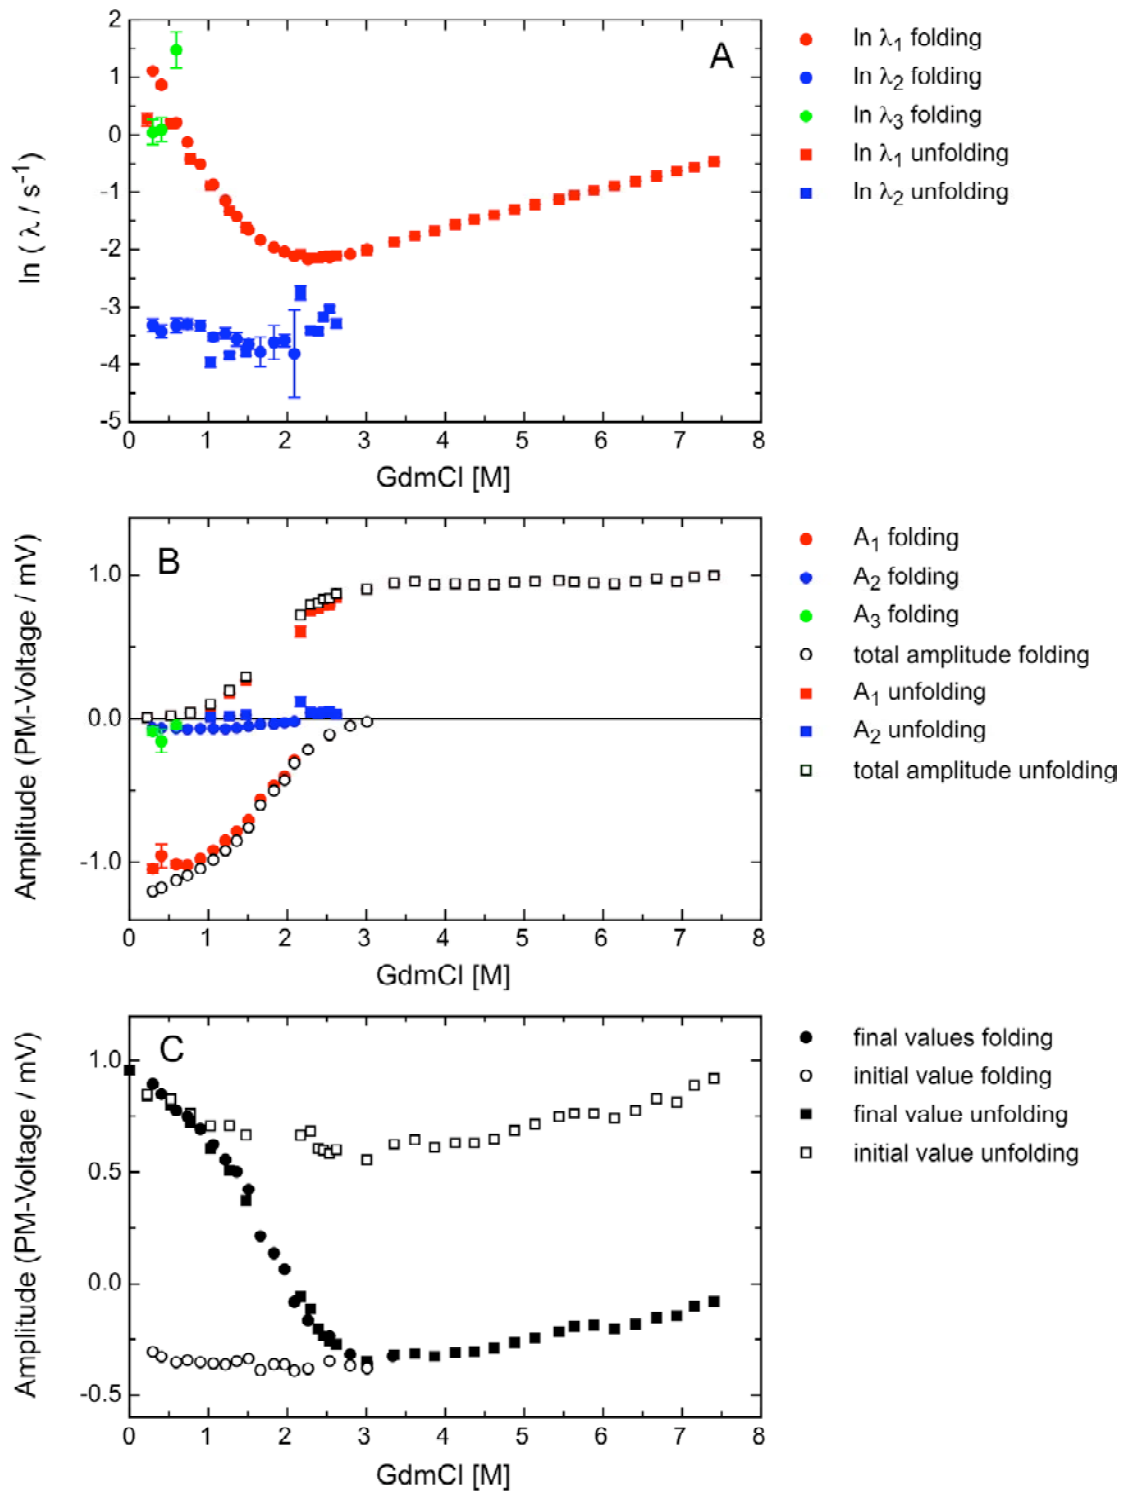 A
ln ( λ / s-1)
2
1
0
-1
-2
-3
-4
-5
0 1 2 3 4 5 6 7 8
GdmCl [M]
ln λ1 folding
ln λ2 folding
ln λ3 folding
ln λ1 unfolding
ln λ2 unfolding
B
Amplitude (PM-Voltage / mV)
1.0
0.0
-1.0
0 1 2 3 4 5 6 7 8
GdmCl [M]
A1 folding
A2 folding
A3 folding
total amplitude folding
A1 unfolding
A2 unfolding
total amplitude unfolding
C
Amplitude (PM-Voltage / mV)
1.0
0.5
0.0
-0.5
0 1 2 3 4 5 6 7 8
GdmCl [M]
final values folding
initial value folding
final value unfolding
initial value unfolding